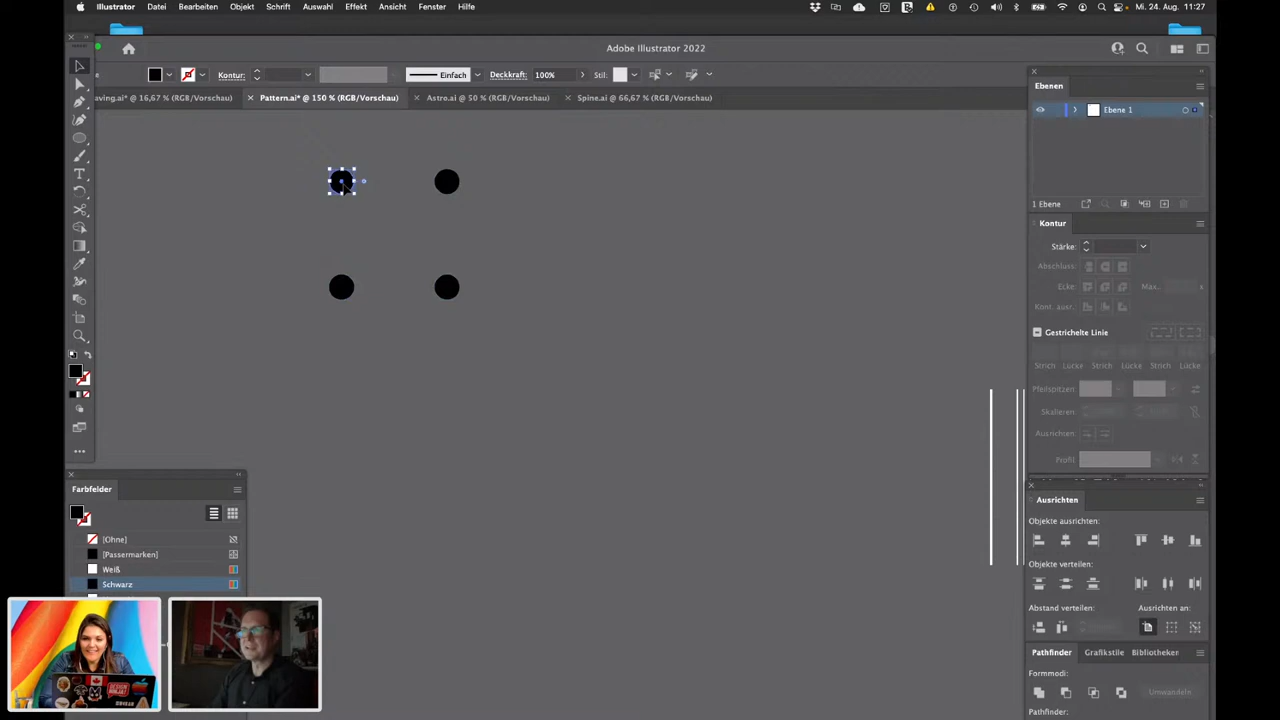 Illustrator Datei Bearbeiten Objekt Schrift Auswahl Effekt Ansicht Fenster Hilfe Mi. 24. Aug. 11:27
Adobe Illustrator 2022
Kontur: Einfach Deckkraft: 100% Stil:
aving.ai* @ 16,67 % (RGB/Vorschau) Pattern.ai* @ 150 % (RGB/Vorschau) Astro.ai @ 50 % (RGB/Vorschau) Spine.ai @ 66,67 % (RGB/Vorschau)
Ebenen
Ebene 1
1 Ebene
Kontur
Stärke:
Abschluss:
Ecke: Max.. x
Kont. ausr.
Gestrichelte Linie
Strich Lücke Strich Lücke Strich Lücke
Pfeilspitzen
Skalieren:
Ausrichten:
Profil
Ausrichten
Objekte ausrichten:
Objekte verteilen:
Abstand verteilen: Ausrichten an:
Pathfinder Grafikstile Bibliotheken
Formmodi:
Umwandeln
Pathfinder:
Farbfelder
[Ohne]
[Passermarken]
Weiß
Schwarz